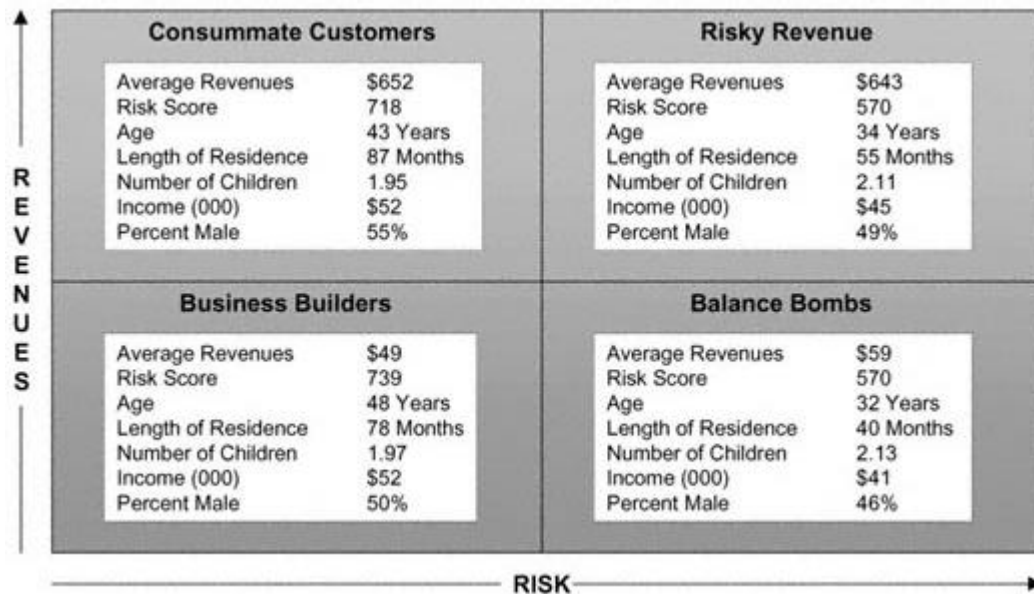 REVENUES
Consummate Customers
Average Revenues $652
Risk Score 718
Age 43 Years
Length of Residence 87 Months
Number of Children 1.95
Income (000) $52
Percent Male 55%
Risky Revenue
Average Revenues $643
Risk Score 570
Age 34 Years
Length of Residence 55 Months
Number of Children 2.11
Income (000) $45
Percent Male 49%
Business Builders
Average Revenues $49
Risk Score 739
Age 48 Years
Length of Residence 78 Months
Number of Children 1.97
Income (000) $52
Percent Male 50%
Balance Bombs
Average Revenues $59
Risk Score 570
Age 32 Years
Length of Residence 40 Months
Number of Children 2.13
Income (000) $41
Percent Male 46%
RISK